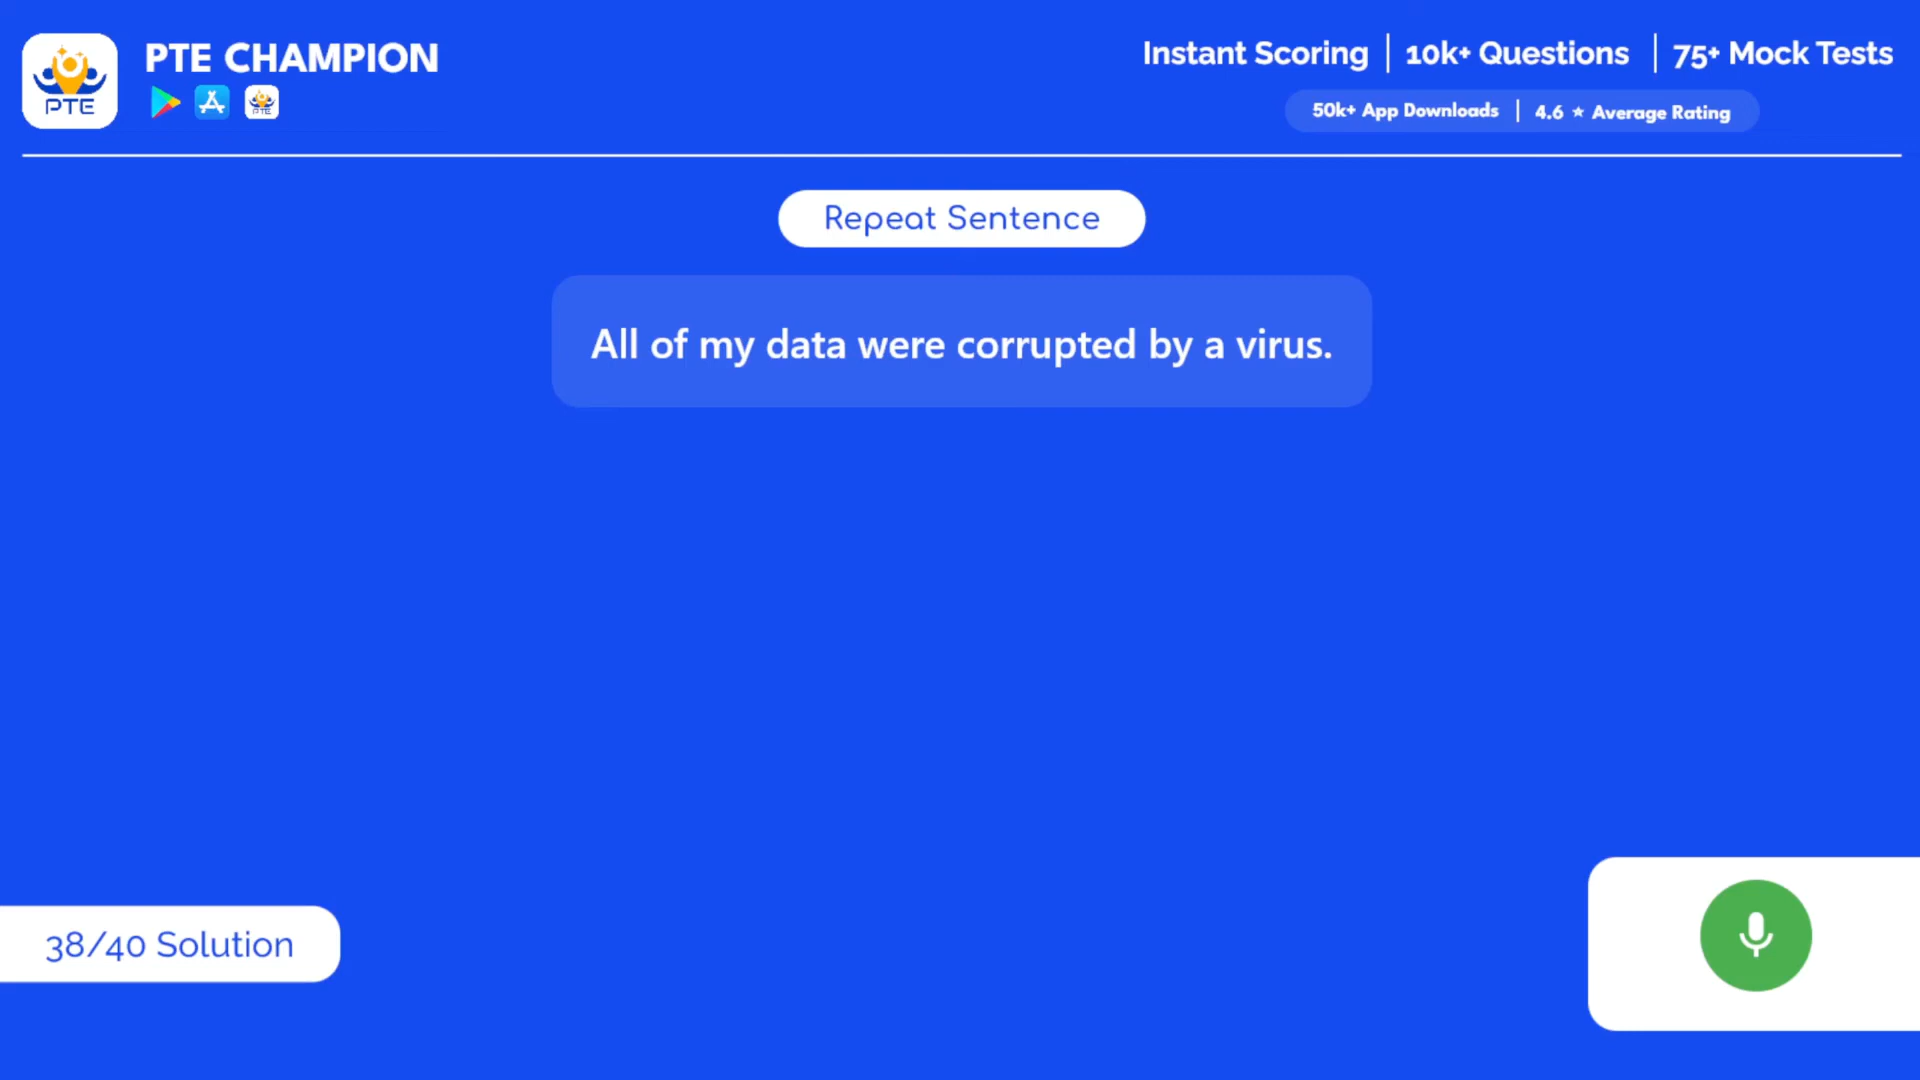 PTE CHAMPION
PTE
PTE
Instant Scoring | 10k+ Questions | 75+ Mock Tests
50k+ App Downloads | 4.6 ★ Average Rating
Repeat Sentence
All of my data were corrupted by a virus.
38/40 Solution